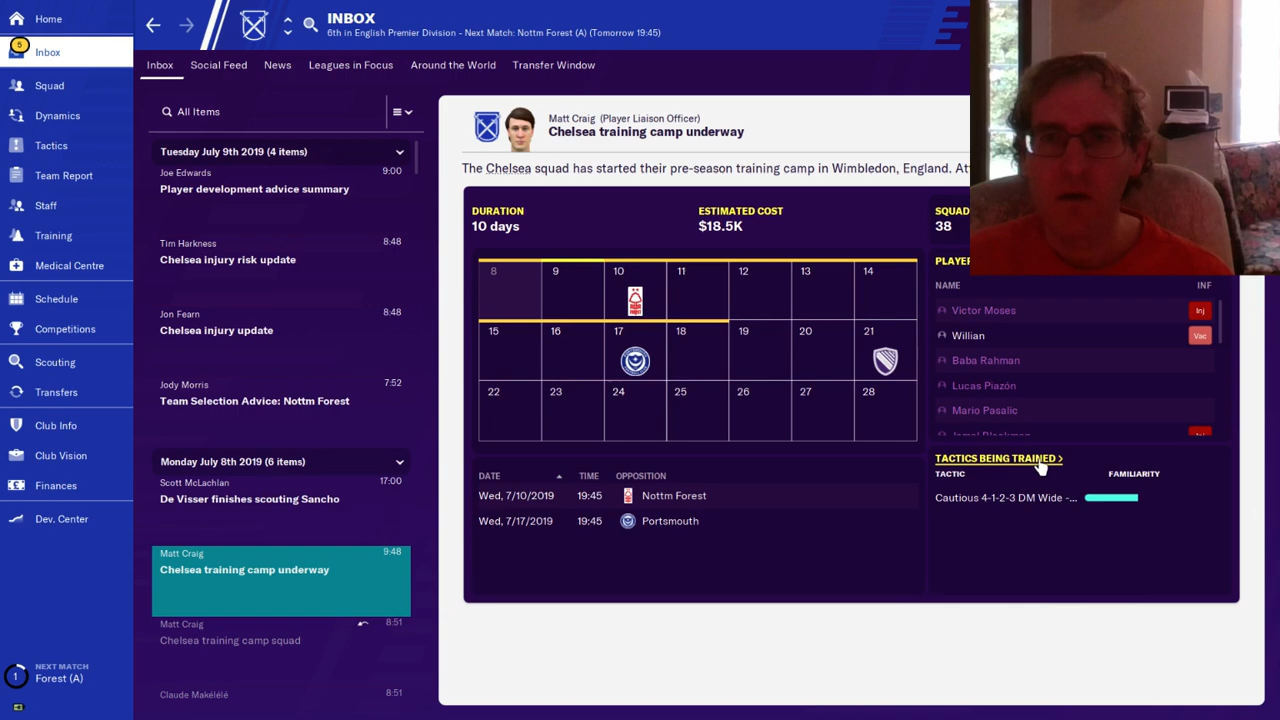 Home
5
Inbox
Squad
Dynamics
Tactics
Team Report
Staff
Training
Medical Centre
Schedule
Competitions
Scouting
Transfers
Club Info
Club Vision
Finances
Dev. Center
NEXT MATCH
1
Forest (A)
INBOX
6th in English Premier Division - Next Match: Nottm Forest (A) (Tomorrow 19:45)
Inbox Social Feed News Leagues in Focus Around the World Transfer Window
All Items
Tuesday July 9th 2019 (4 items)
Joe Edwards 9:00
Player development advice summary
Tim Harkness 8:48
Chelsea injury risk update
Jon Fearn 8:48
Chelsea injury update
Jody Morris 7:52
Team Selection Advice: Nottm Forest
Monday July 8th 2019 (6 items)
Scott McLachlan 17:00
De Visser finishes scouting Sancho
Matt Craig 9:48
Chelsea training camp underway
Matt Craig 8:51
Chelsea training camp squad
Claude Makélélé 8:51
Matt Craig (Player Liaison Officer)
Chelsea training camp underway
The Chelsea squad has started their pre-season training camp in Wimbledon, England.
DURATION ESTIMATED COST SQUAD
10 days $18.5K 38
8 9 10 11 12 13 14
15 16 17 18 19 20 21
22 23 24 25 26 27 28
DATE TIME OPPOSITION
Wed, 7/10/2019 19:45 Nottm Forest
Wed, 7/17/2019 19:45 Portsmouth
NAME INF
Victor Moses Inj
Willian Vac
Baba Rahman
Lucas Piazón
Mario Pasalic
TACTICS BEING TRAINED >
TACTIC FAMILIARITY
Cautious 4-1-2-3 DM Wide -...